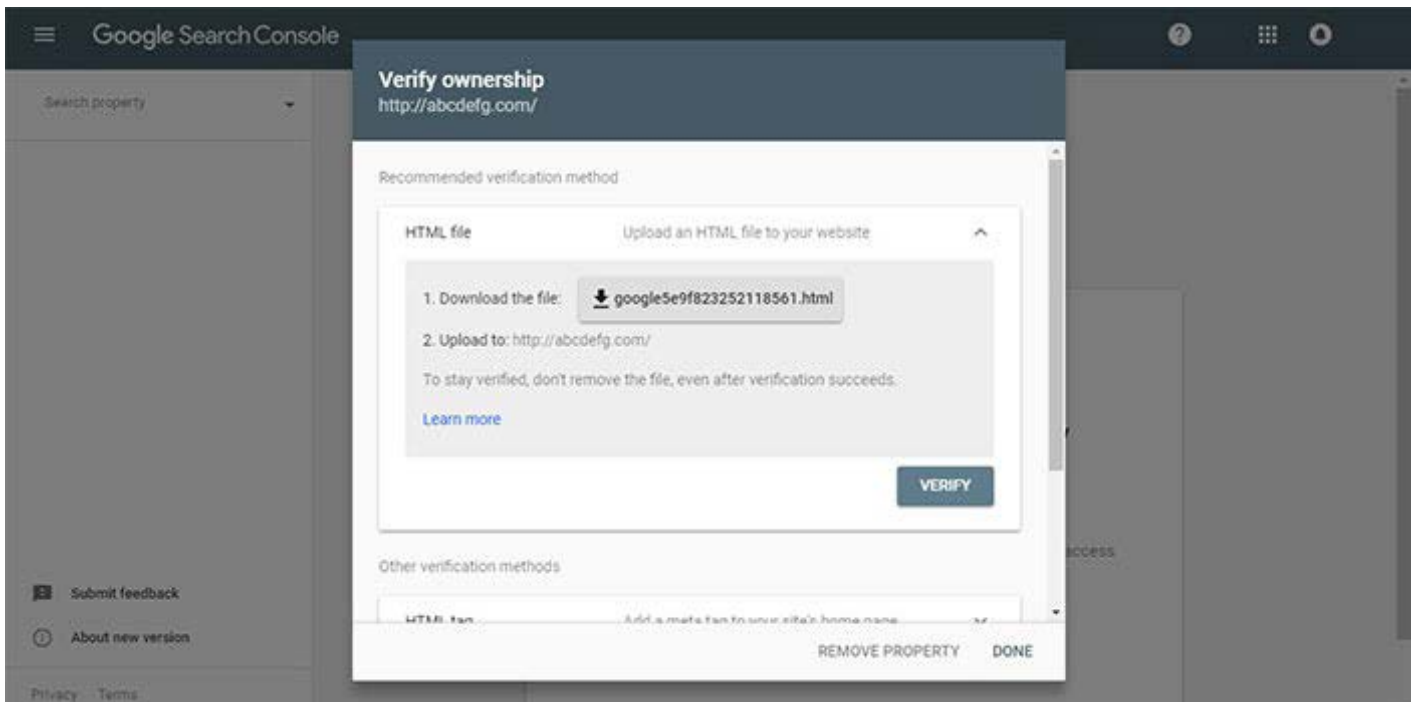 Google Search Console
Search property
Verify ownership
http://abcdefg.com/
Recommended verification method
HTML file Upload an HTML file to your website
1. Download the file: google5e9f823252118561.html
2. Upload to: http://abcdefg.com/
To stay verified, don't remove the file, even after verification succeeds.
Learn more
VERIFY
access
Other verification methods
HTML tag Add a meta tag to your site's home page
Submit feedback
About new version
REMOVE PROPERTY DONE
Privacy Terms